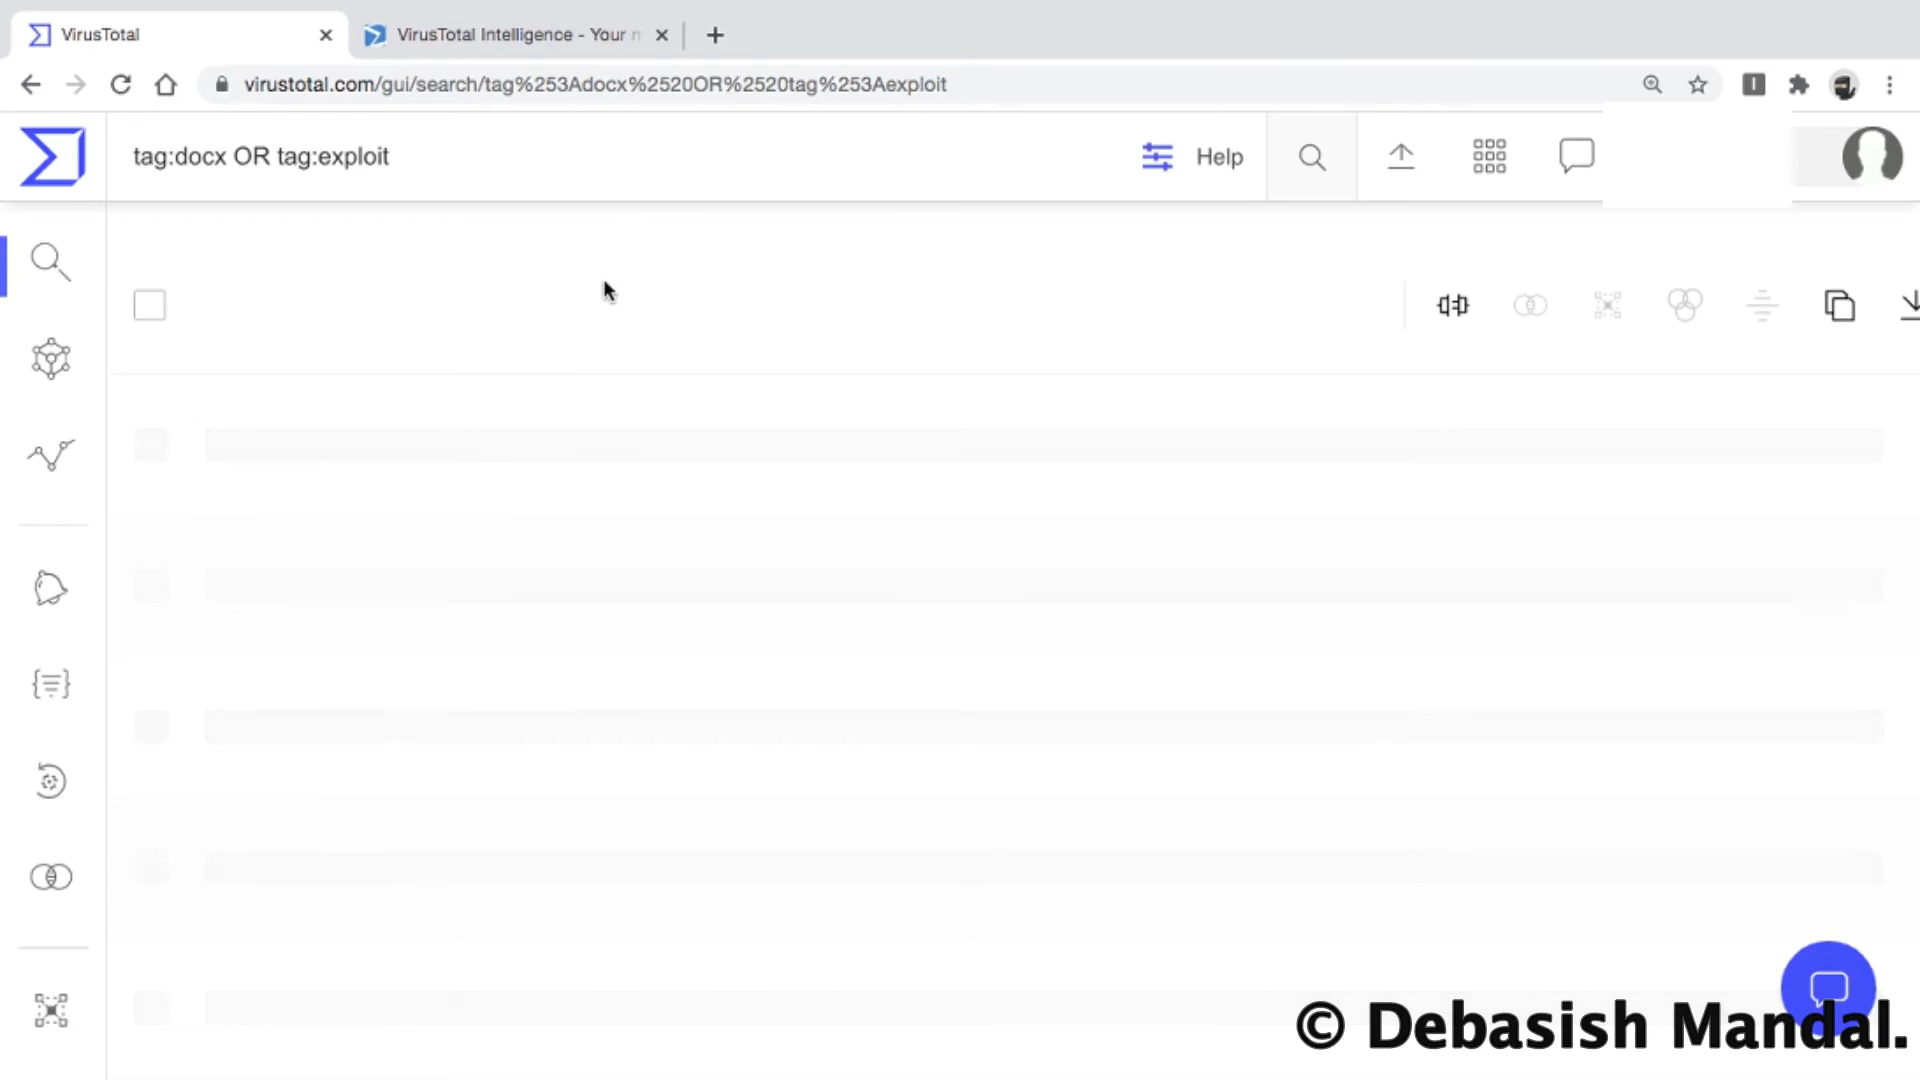 VirusTotal
VirusTotal Intelligence - Your
virustotal.com/gui/search/tag%253Adocx%2520OR%2520tag%253Aexploit
tag:docx OR tag:exploit
Help
© Debasish Mandal.